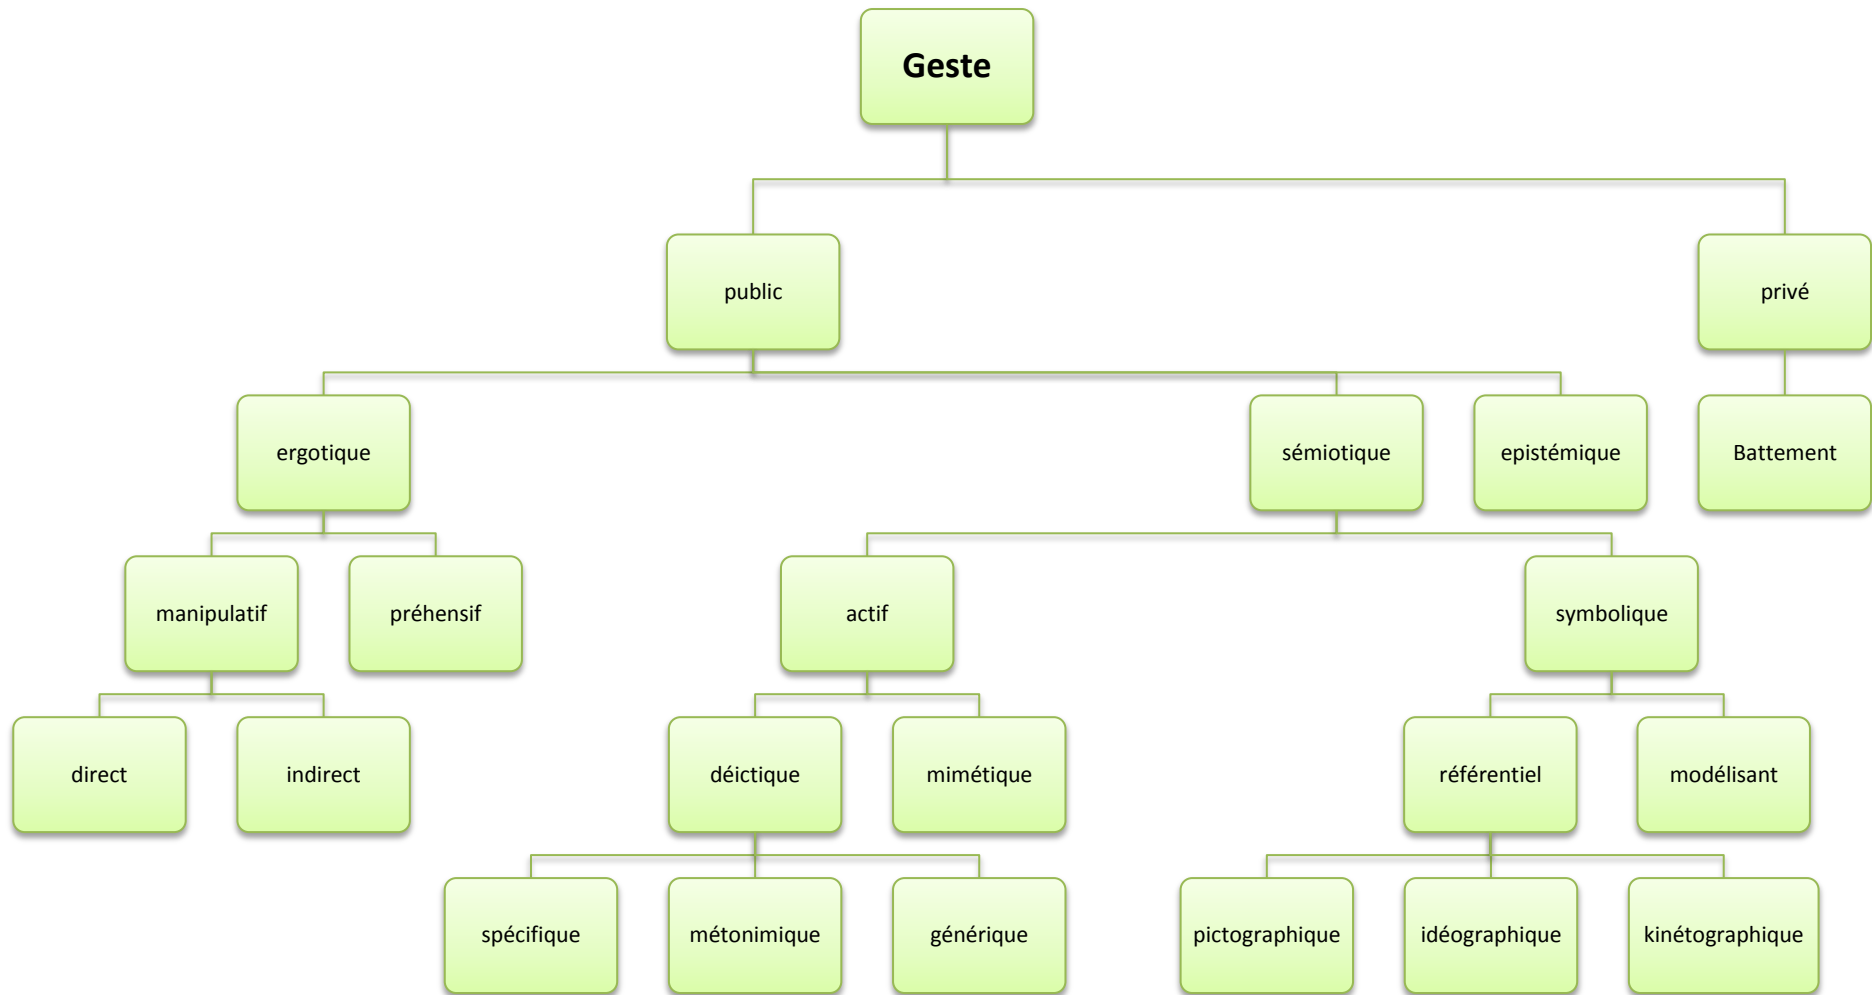 Geste
public
privé
ergotique
sémiotique
epistémique
Battement
manipulatif
préhensif
actif
symbolique
direct
indirect
déictique
mimétique
référentiel
modélisant
spécifique
métonimique
générique
pictographique
idéographique
kinétographique